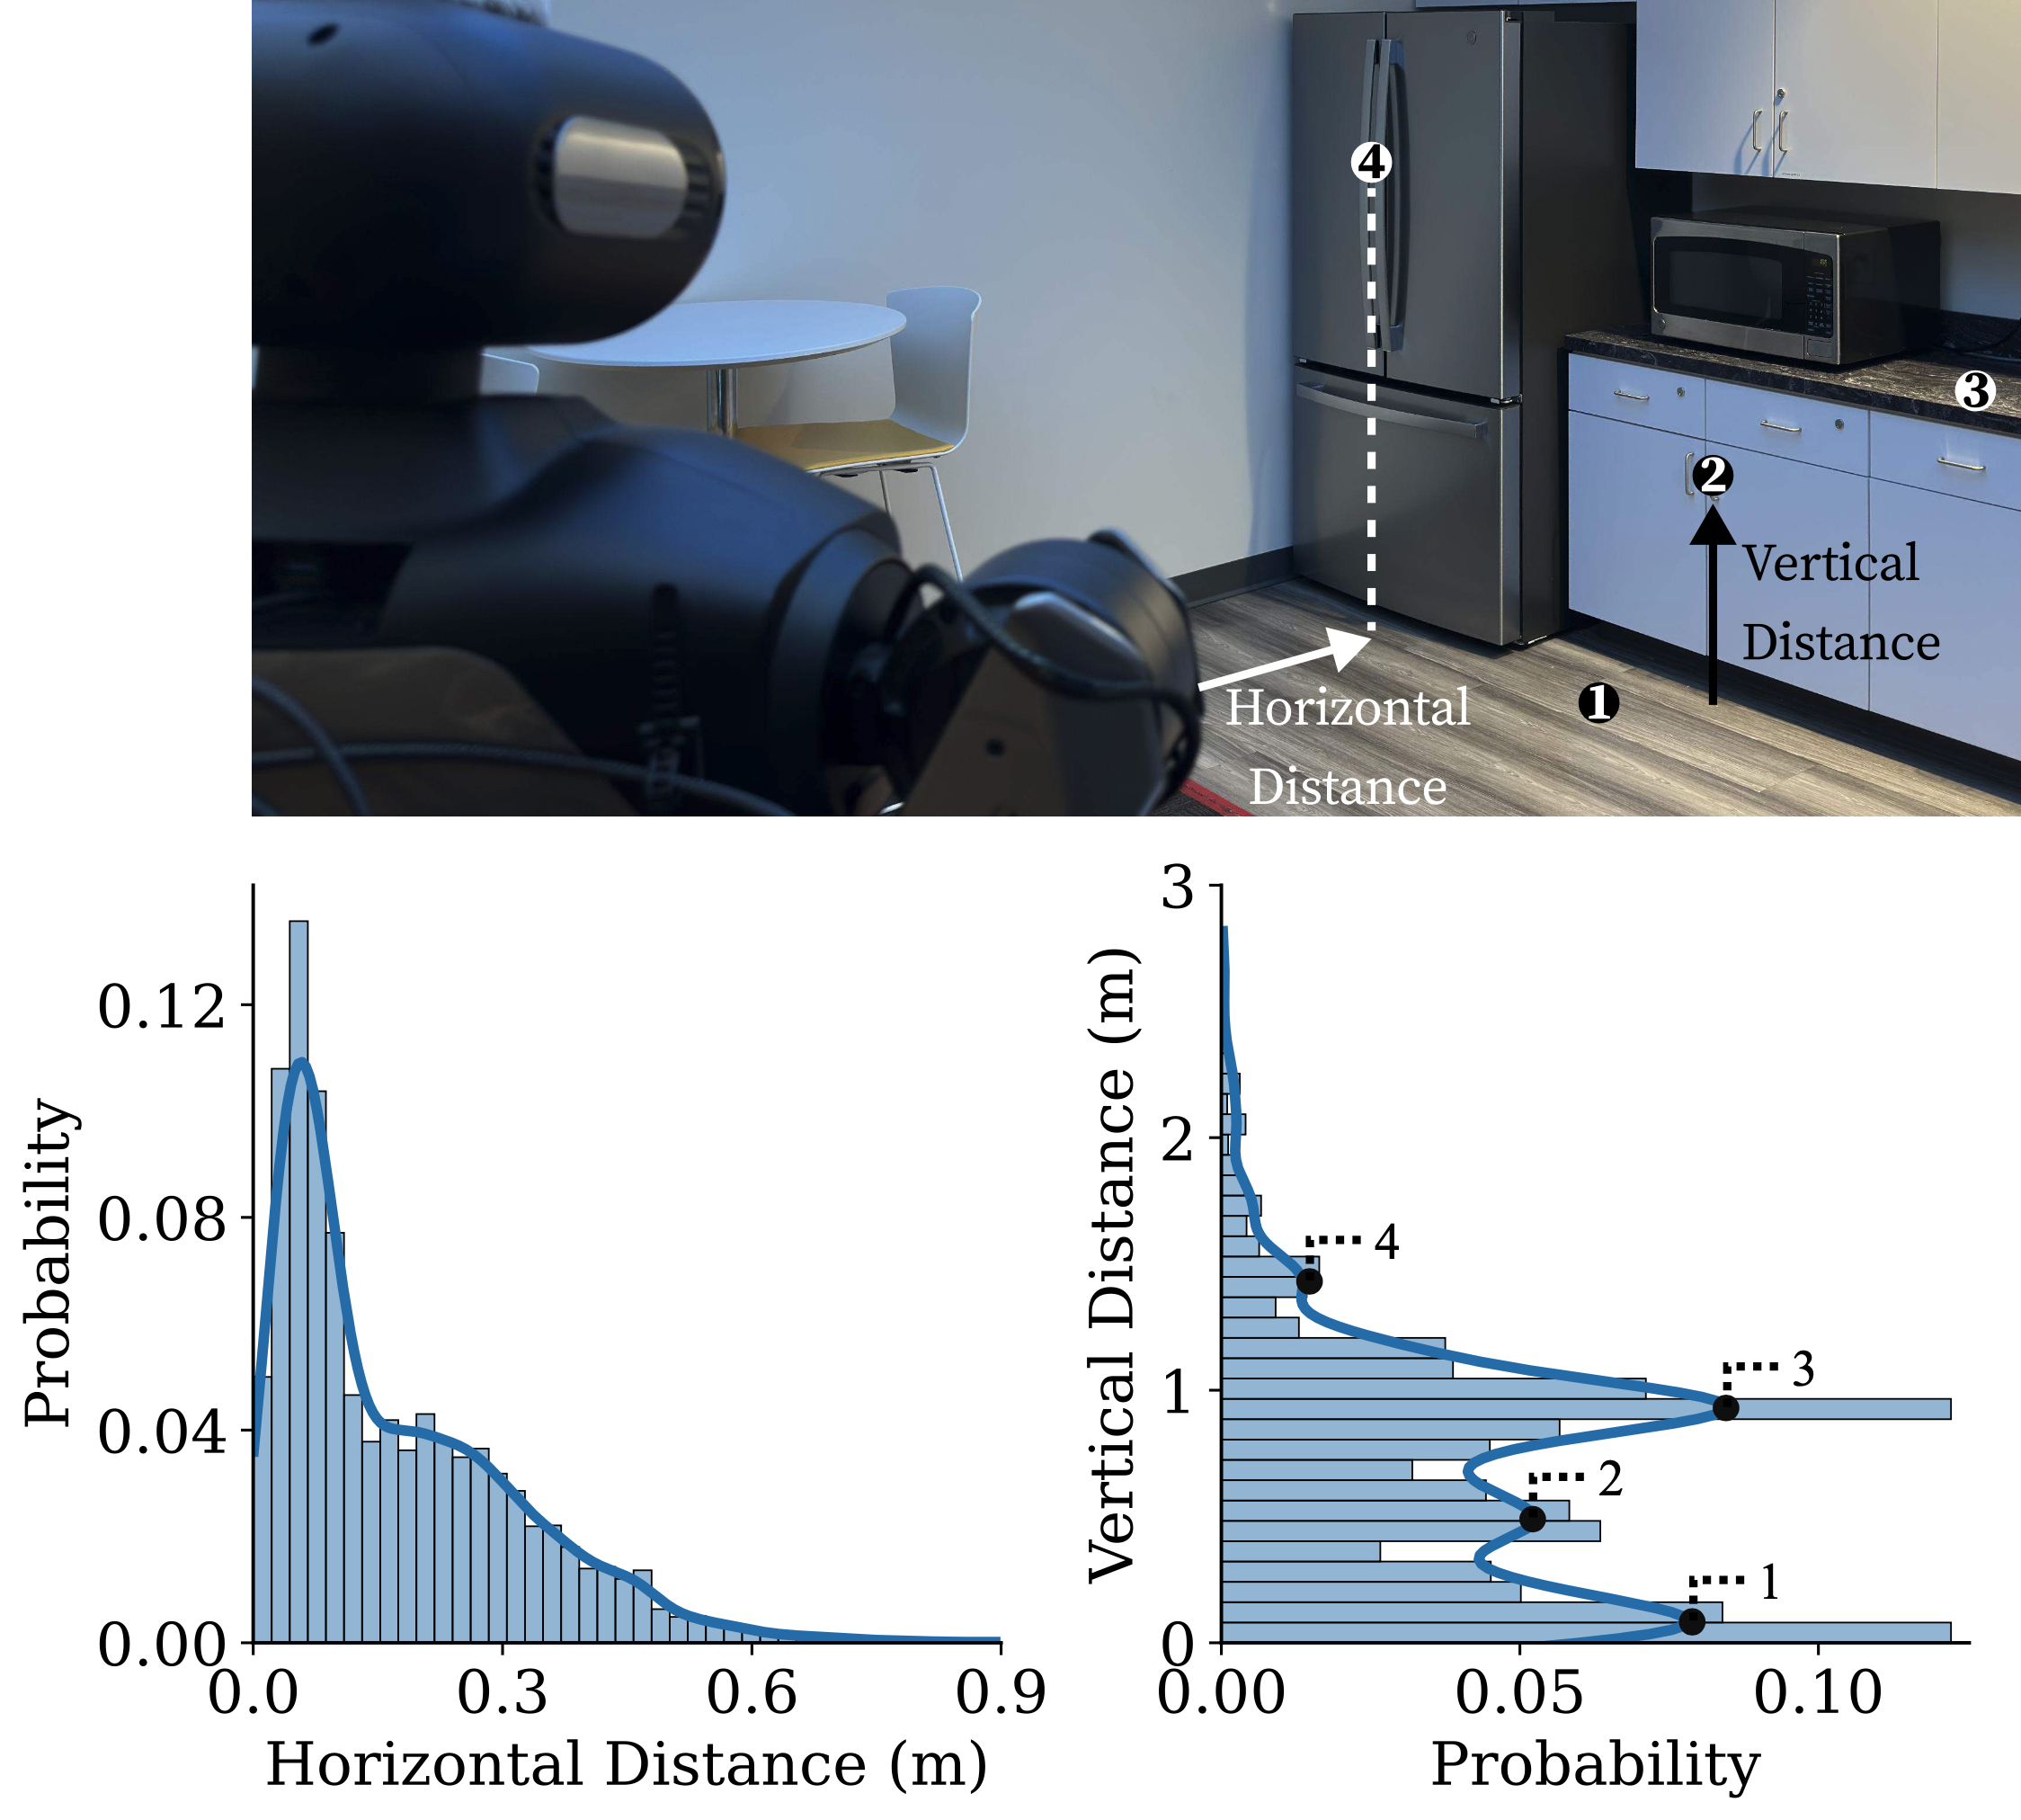 4
3
2
Vertical
Distance
1
Horizontal
Distance
Probability
0.12
0.08
0.04
0.00
0.0 0.3 0.6 0.9
Horizontal Distance (m)
Vertical Distance (m)
3
2
1
0
4
3
2
1
0.00 0.05 0.10
Probability